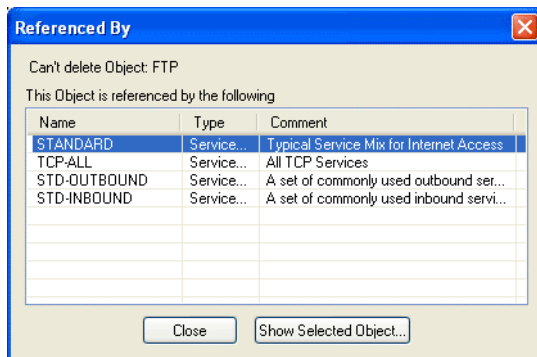 Referenced By
Can't delete Object: FTP
This Object is referenced by the following
Name Type Comment
STANDARD Service... Typical Service Mix for Internet Access
TCP-ALL Service... All TCP Services
STD-OUTBOUND Service... A set of commonly used outbound ser...
STD-INBOUND Service... A set of commonly used inbound servi...
Close Show Selected Object...